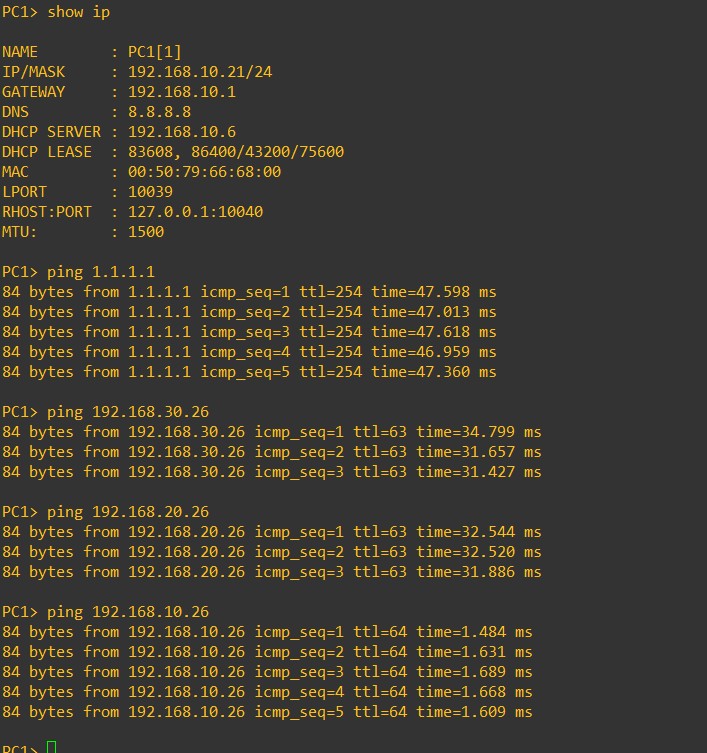 PC1> show ip
NAME        : PC1[1]
IP/MASK     : 192.168.10.21/24
GATEWAY     : 192.168.10.1
DNS         : 8.8.8.8
DHCP SERVER : 192.168.10.6
DHCP LEASE  : 83608, 86400/43200/75600
MAC         : 00:50:79:66:68:00
LPORT       : 10039
RHOST:PORT  : 127.0.0.1:10040
MTU:        : 1500
PC1> ping 1.1.1.1
84 bytes from 1.1.1.1 icmp_seq=1 ttl=254 time=47.598 ms
84 bytes from 1.1.1.1 icmp_seq=2 ttl=254 time=47.013 ms
84 bytes from 1.1.1.1 icmp_seq=3 ttl=254 time=47.618 ms
84 bytes from 1.1.1.1 icmp_seq=4 ttl=254 time=46.959 ms
84 bytes from 1.1.1.1 icmp_seq=5 ttl=254 time=47.360 ms
PC1> ping 192.168.30.26
84 bytes from 192.168.30.26 icmp_seq=1 ttl=63 time=34.799 ms
84 bytes from 192.168.30.26 icmp_seq=2 ttl=63 time=31.657 ms
84 bytes from 192.168.30.26 icmp_seq=3 ttl=63 time=31.427 ms
PC1> ping 192.168.20.26
84 bytes from 192.168.20.26 icmp_seq=1 ttl=63 time=32.544 ms
84 bytes from 192.168.20.26 icmp_seq=2 ttl=63 time=32.520 ms
84 bytes from 192.168.20.26 icmp_seq=3 ttl=63 time=31.886 ms
PC1> ping 192.168.10.26
84 bytes from 192.168.10.26 icmp_seq=1 ttl=64 time=1.484 ms
84 bytes from 192.168.10.26 icmp_seq=2 ttl=64 time=1.631 ms
84 bytes from 192.168.10.26 icmp_seq=3 ttl=64 time=1.689 ms
84 bytes from 192.168.10.26 icmp_seq=4 ttl=64 time=1.668 ms
84 bytes from 192.168.10.26 icmp_seq=5 ttl=64 time=1.609 ms
PC1>